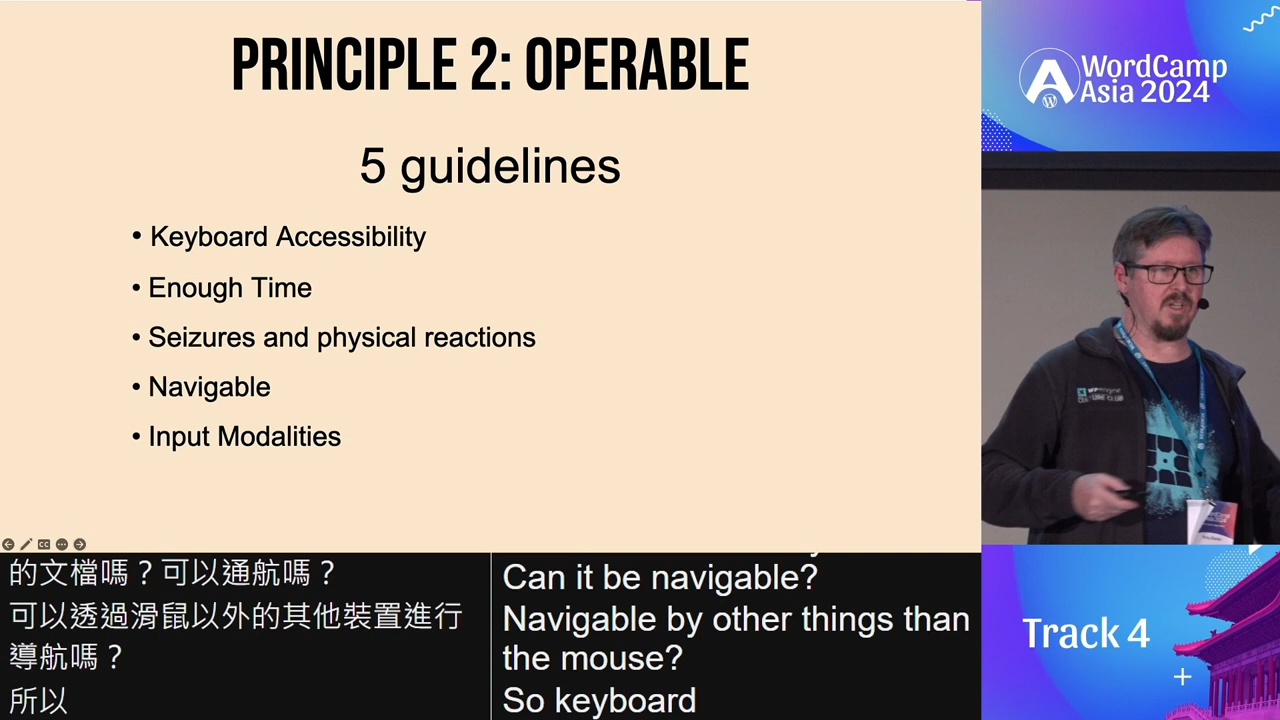 PRINCIPLE 2: OPERABLE
5 guidelines
• Keyboard Accessibility
• Enough Time
• Seizures and physical reactions
• Navigable
• Input Modalities
的文檔嗎？可以通航嗎？
可以透過滑鼠以外的其他裝置進行
導航嗎？
所以
Can it be navigable?
Navigable by other things than
the mouse?
So keyboard
WordCamp
Asia 2024
Track 4